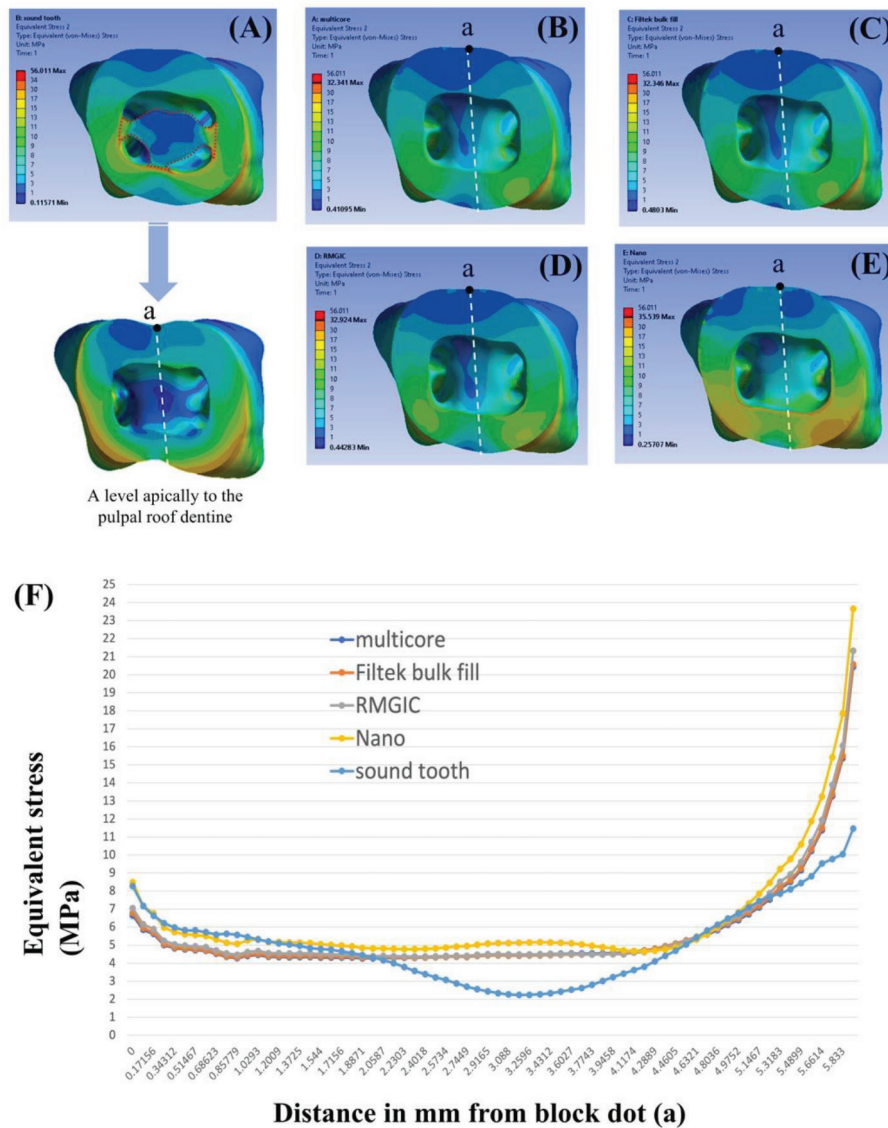 B: sound tooth
Equivalent Stress 2
Type: Equivalent (von-Mises) Stress
Unit: MPa
Time: 1
(A)
56.011 Max
34
30
17
15
13
11
10
9
8
7
5
3
1
0.11571 Min
A: multicore
Equivalent Stress 2
Type: Equivalent (von-Mises) Stress
Unit: MPa
Time: 1
a
(B)
56.011
32.341 Max
30
17
15
13
11
10
9
8
7
5
3
1
0.41095 Min
C: Filtek bulk fill
Equivalent Stress 2
Type: Equivalent (von-Mises) Stress
Unit: MPa
Time: 1
a
(C)
56.011
32.346 Max
30
17
15
13
11
10
9
8
7
5
3
1
0.4803 Min
a
A level apically to the
pulpal roof dentine
D: RMGIC
Equivalent Stress 2
Type: Equivalent (von-Mises) Stress
Unit: MPa
Time: 1
a
(D)
56.011
32.924 Max
30
17
15
13
11
10
9
8
7
5
3
1
0.44283 Min
E: Nano
Equivalent Stress 2
Type: Equivalent (von-Mises) Stress
Unit: MPa
Time: 1
a
(E)
56.011
35.539 Max
30
17
15
13
11
10
9
8
7
5
3
1
0.25707 Min
(F)
Equivalent stress
(MPa)
25
24
23
22
21
20
19
18
17
16
15
14
13
12
11
10
9
8
7
6
5
4
3
2
1
0
multicore
Filtek bulk fill
RMGIC
Nano
sound tooth
0 0.17156 0.34312 0.51467 0.68623 0.85779 1.0293 1.2009 1.3725 1.544 1.7156 1.8871 2.0587 2.2303 2.4018 2.5734 2.7449 2.9165 3.088 3.2596 3.4312 3.6027 3.7743 3.9458 4.1174 4.2889 4.4605 4.6321 4.8036 4.9752 5.1467 5.3183 5.4899 5.6614 5.833
Distance in mm from block dot (a)